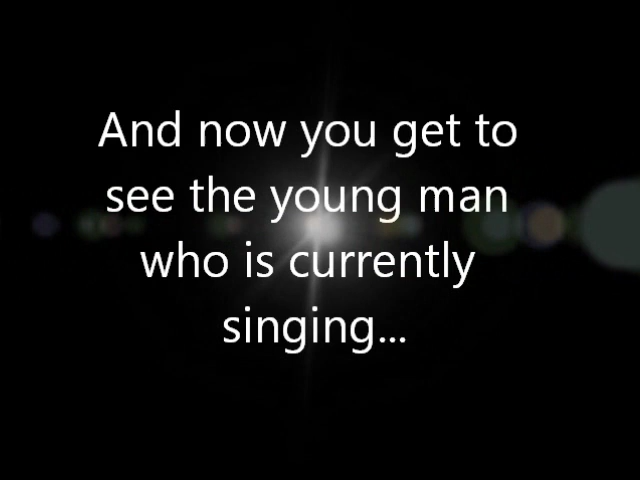 And now you get to
see the young man
who is currently
singing...